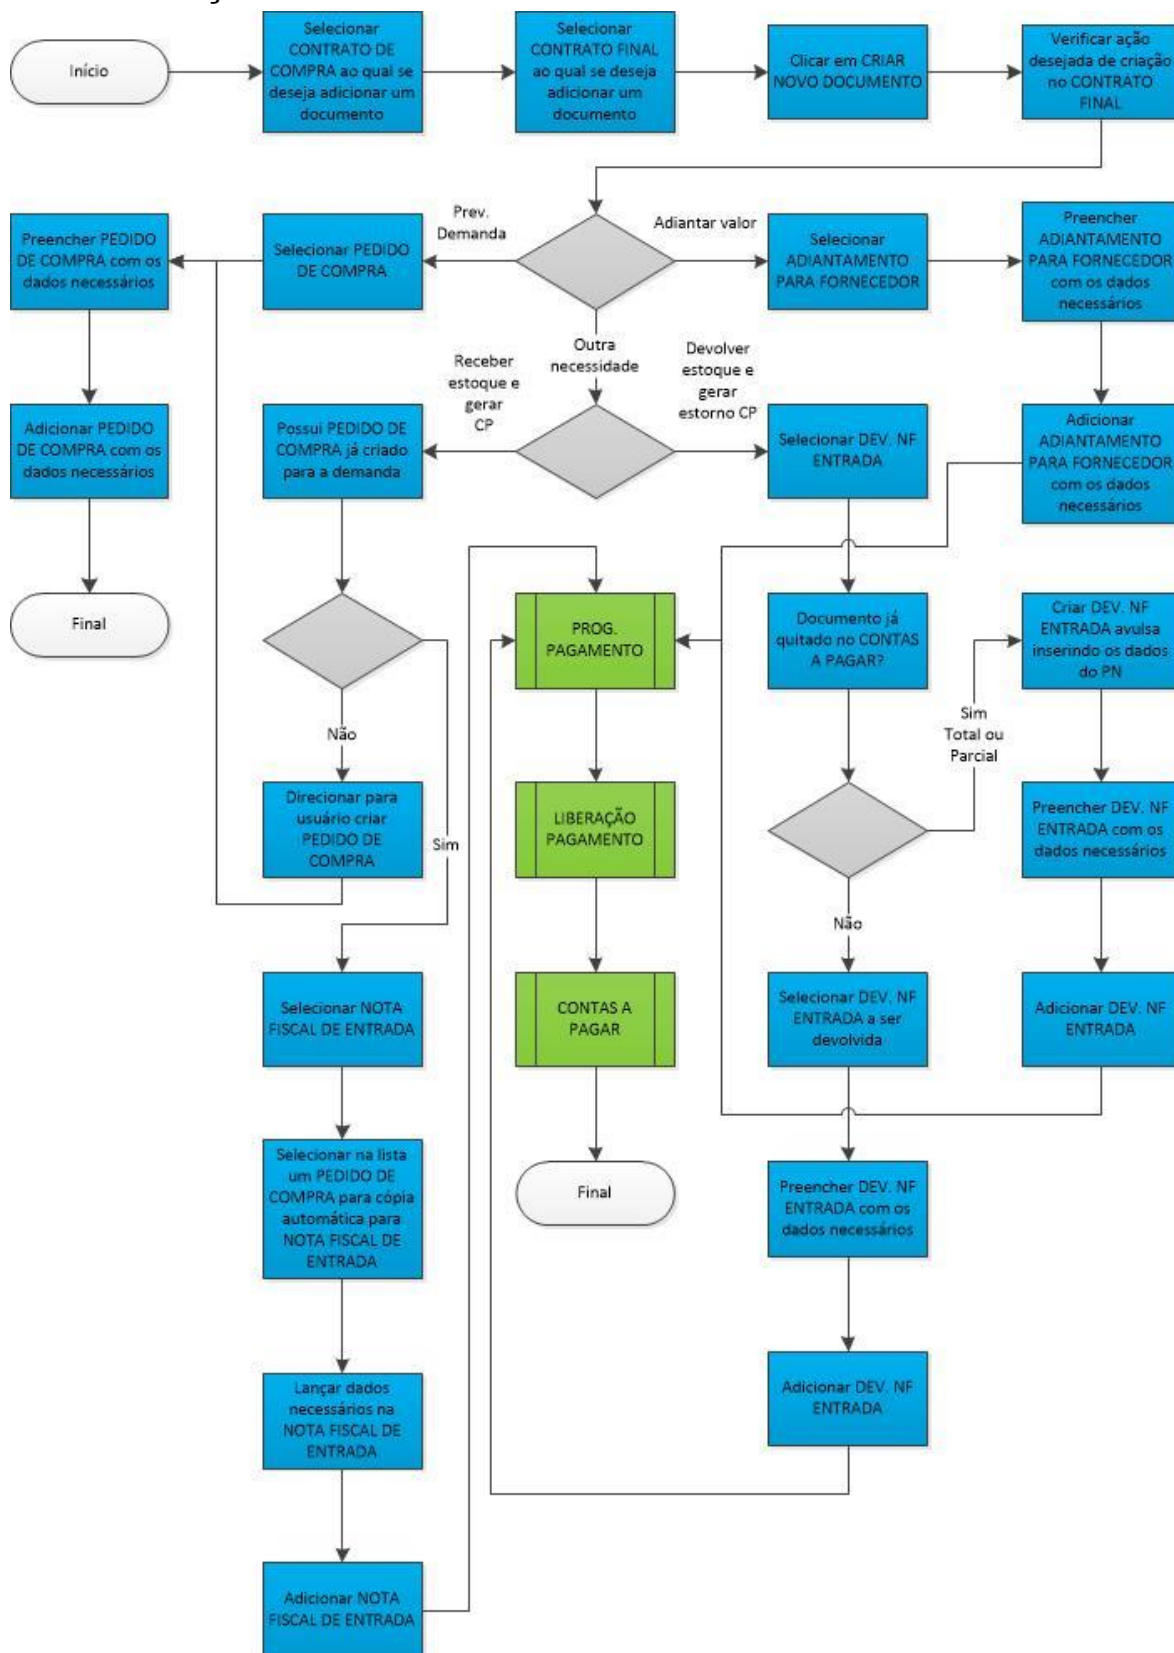 Início
Selecionar
CONTRATO DE
COMPRA ao qual se
deseja adicionar um
documento
Selecionar
CONTRATO FINAL
ao qual se deseja
adicionar um
documento
Clicar em CRIAR
NOVO DOCUMENTO
Verificar ação
desejada de criação
no CONTRATO
FINAL
Preencher PEDIDO
DE COMPRA com os
dados necessários
Selecionar PEDIDO
DE COMPRA
Prev.
Demanda
Adiantar valor
Selecionar
ADIANTAMENTO
PARA FORNECEDOR
Preencher
ADIANTAMENTO
PARA FORNECEDOR
com os dados
necessários
Outra
necessidade
Receber
estoque e
gerar
CP
Devolver
estoque e
gerar
estorno CP
Adicionar PEDIDO
DE COMPRA com os
dados necessários
Possui PEDIDO DE
COMPRA já criado
para a demanda
Selecionar DEV. NF
ENTRADA
Adicionar
ADIANTAMENTO
PARA FORNECEDOR
com os dados
necessários
Final
PROG.
PAGAMENTO
Documento já
quitado no CONTAS
A PAGAR?
Criar DEV. NF
ENTRADA avulsa
inserindo os dados
do PN
Não
Sim
Total ou
Parcial
Direcionar para
usuário criar
PEDIDO DE
COMPRA
Sim
LIBERAÇÃO
PAGAMENTO
Preencher DEV. NF
ENTRADA com os
dados necessários
Não
Selecionar NOTA
FISCAL DE ENTRADA
CONTAS A
PAGAR
Selecionar DEV. NF
ENTRADA a ser
devolvida
Adicionar DEV. NF
ENTRADA
Selecionar na lista
um PEDIDO DE
COMPRA para cópia
automática para
NOTA FISCAL DE
ENTRADA
Final
Preencher DEV. NF
ENTRADA com os
dados necessários
Lançar dados
necessários na
NOTA FISCAL DE
ENTRADA
Adicionar DEV. NF
ENTRADA
Adicionar NOTA
FISCAL DE ENTRADA